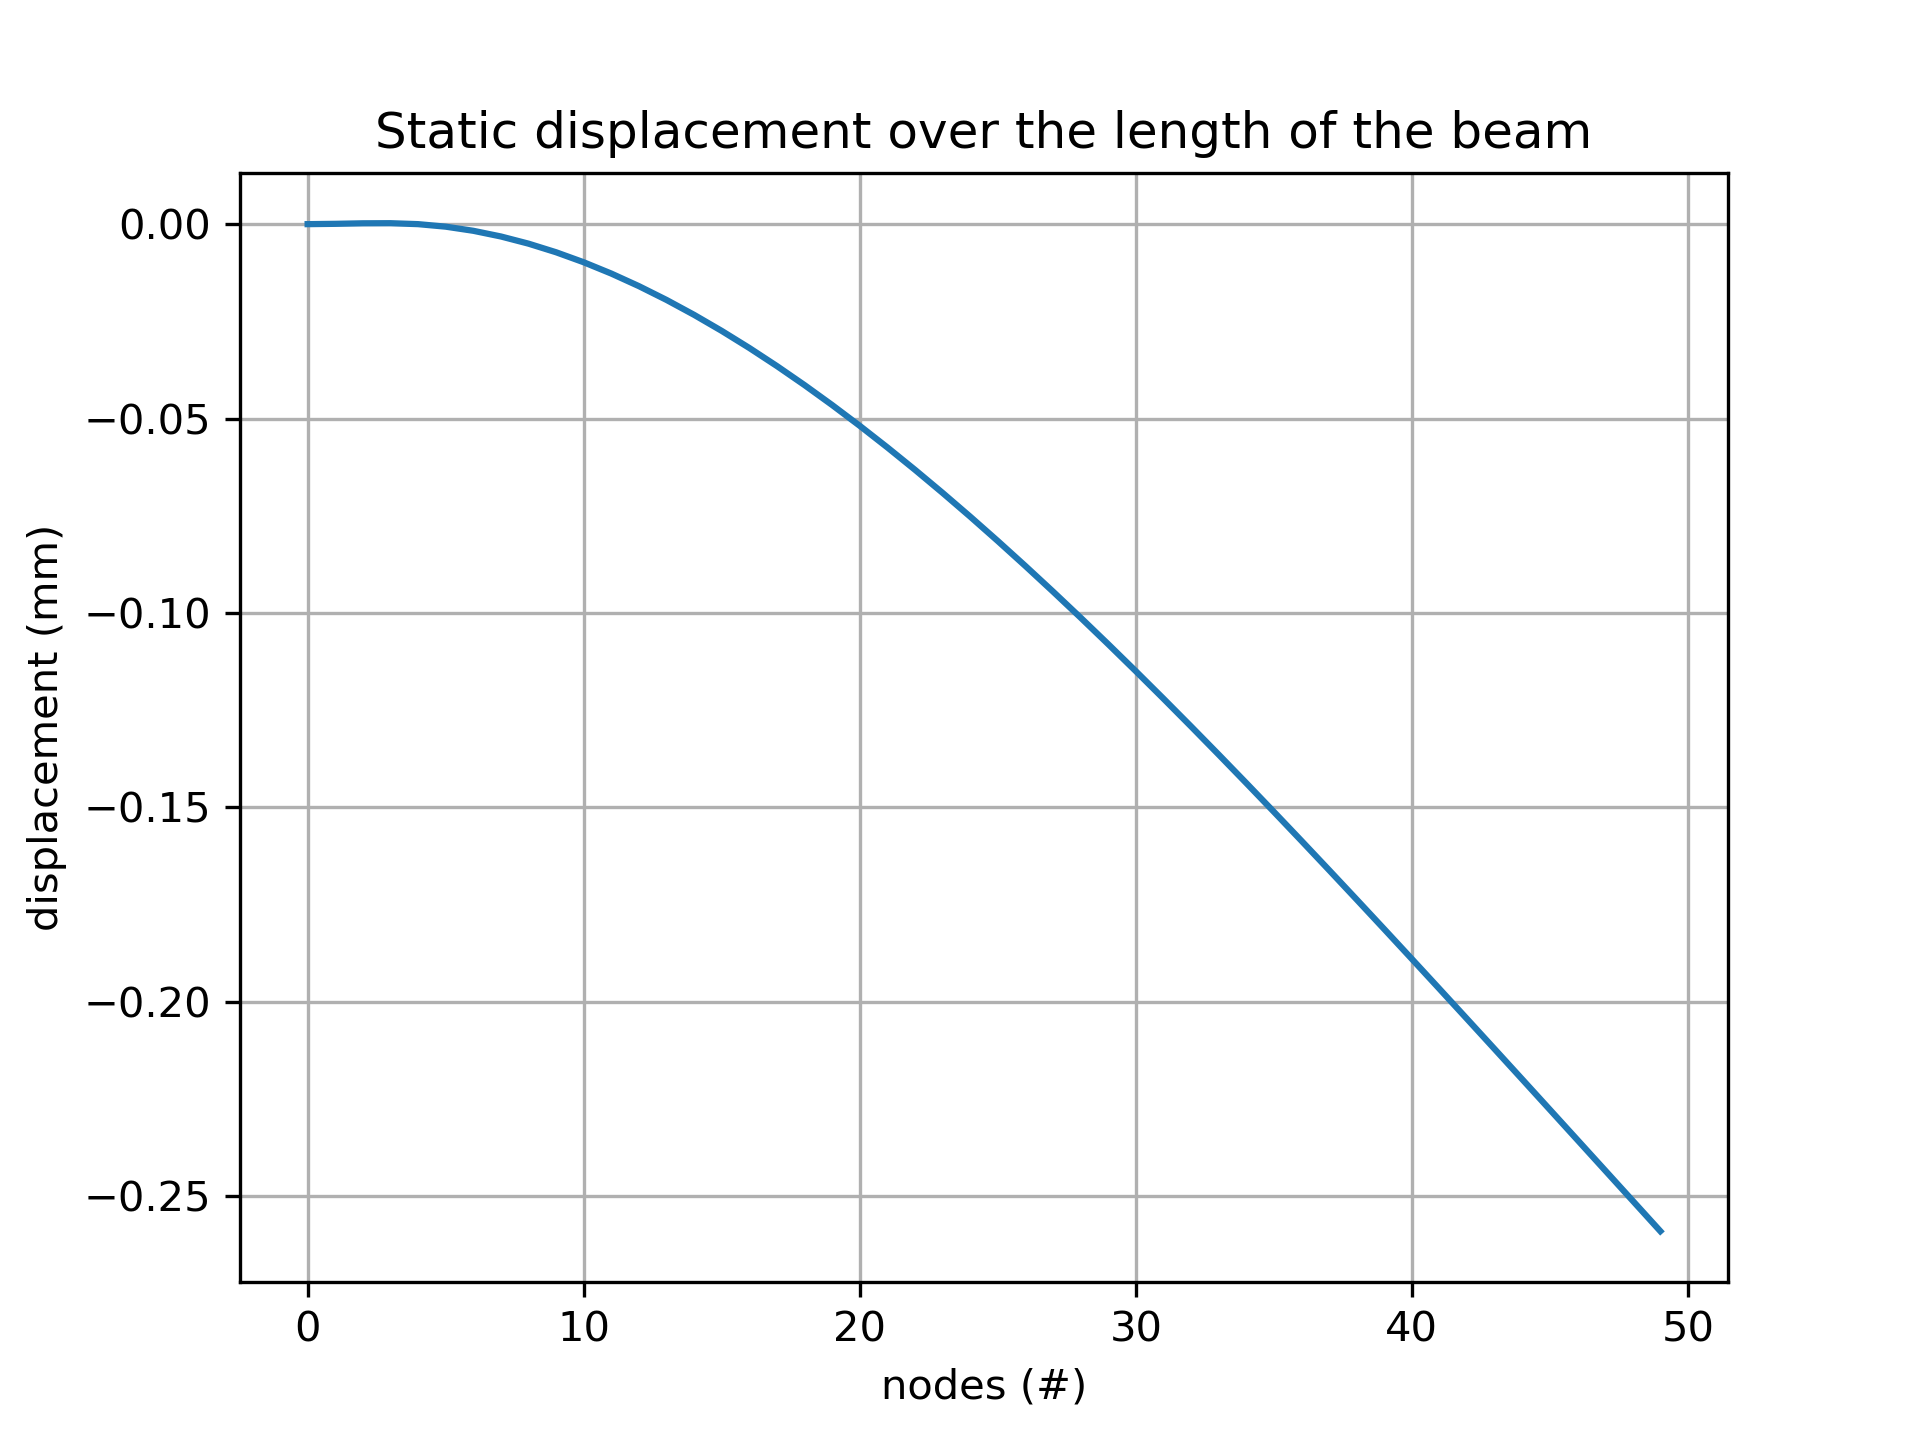 Static displacement over the length of the beam
0.00
−0.05
−0.10
−0.15
−0.20
−0.25
displacement (mm)
0 10 20 30 40 50
nodes (#)